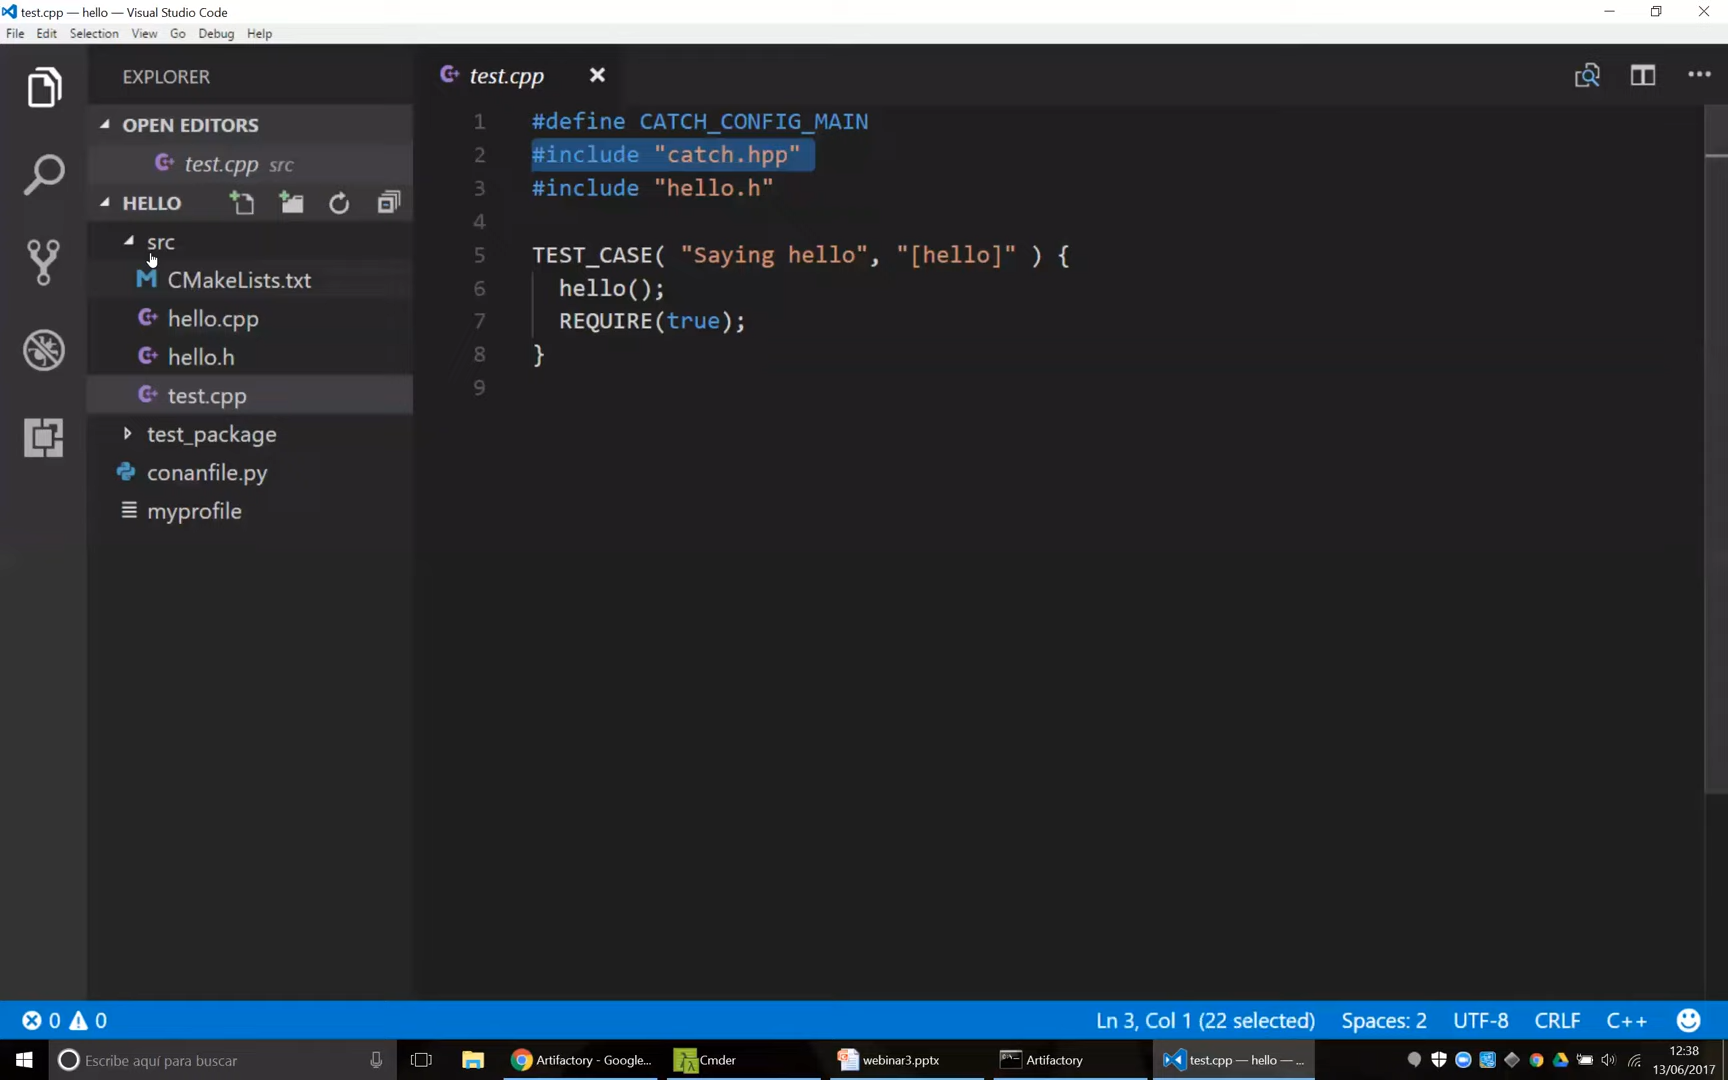 test.cpp — hello — Visual Studio Code
File Edit Selection View Go Debug Help
EXPLORER
OPEN EDITORS
test.cpp src
HELLO
src
CMakeLists.txt
hello.cpp
hello.h
test.cpp
test_package
conanfile.py
myprofile
test.cpp
1 #define CATCH_CONFIG_MAIN
2 #include "catch.hpp"
3 #include "hello.h"
4
5 TEST_CASE( "Saying hello", "[hello]" ) {
6 hello();
7 REQUIRE(true);
8 }
9
0 0 Ln 3, Col 1 (22 selected) Spaces: 2 UTF-8 CRLF C++
Escribe aquí para buscar Artifactory - Google... Cmder webinar3.pptx Artifactory test.cpp — hello — ... 12:38
13/06/2017